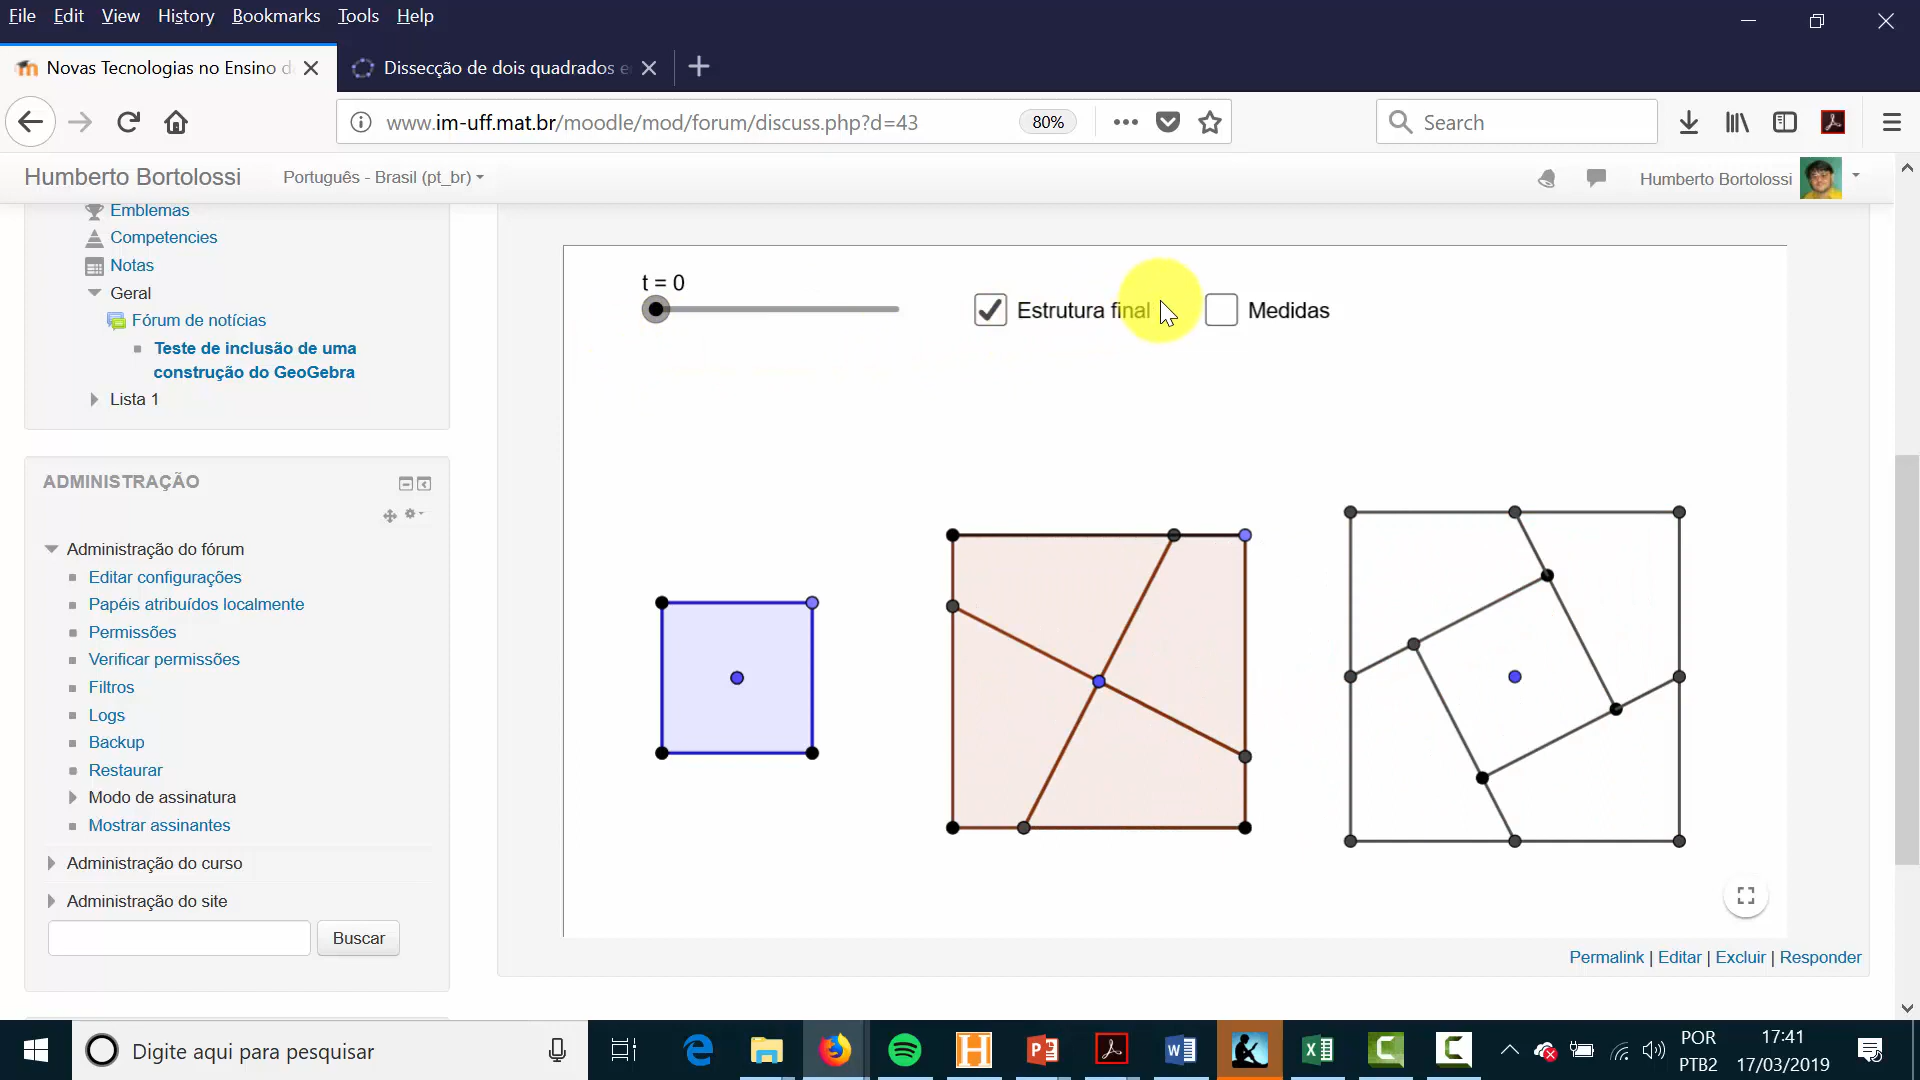 File Edit View History Bookmarks Tools Help
Novas Tecnologias no Ensino d
Dissecção de dois quadrados e
www.im-uff.mat.br/moodle/mod/forum/discuss.php?d=43
80%
Search
Humberto Bortolossi
Português - Brasil (pt_br)
Humberto Bortolossi
Emblemas
Competencies
Notas
Geral
Fórum de notícias
Teste de inclusão de uma
construção do GeoGebra
Lista 1
ADMINISTRAÇÃO
Administração do fórum
Editar configurações
Papéis atribuídos localmente
Permissões
Verificar permissões
Filtros
Logs
Backup
Restaurar
Modo de assinatura
Mostrar assinantes
Administração do curso
Administração do site
Buscar
t = 0
Estrutura final
Medidas
Permalink | Editar | Excluir | Responder
Digite aqui para pesquisar
POR
PTB2
17:41
17/03/2019